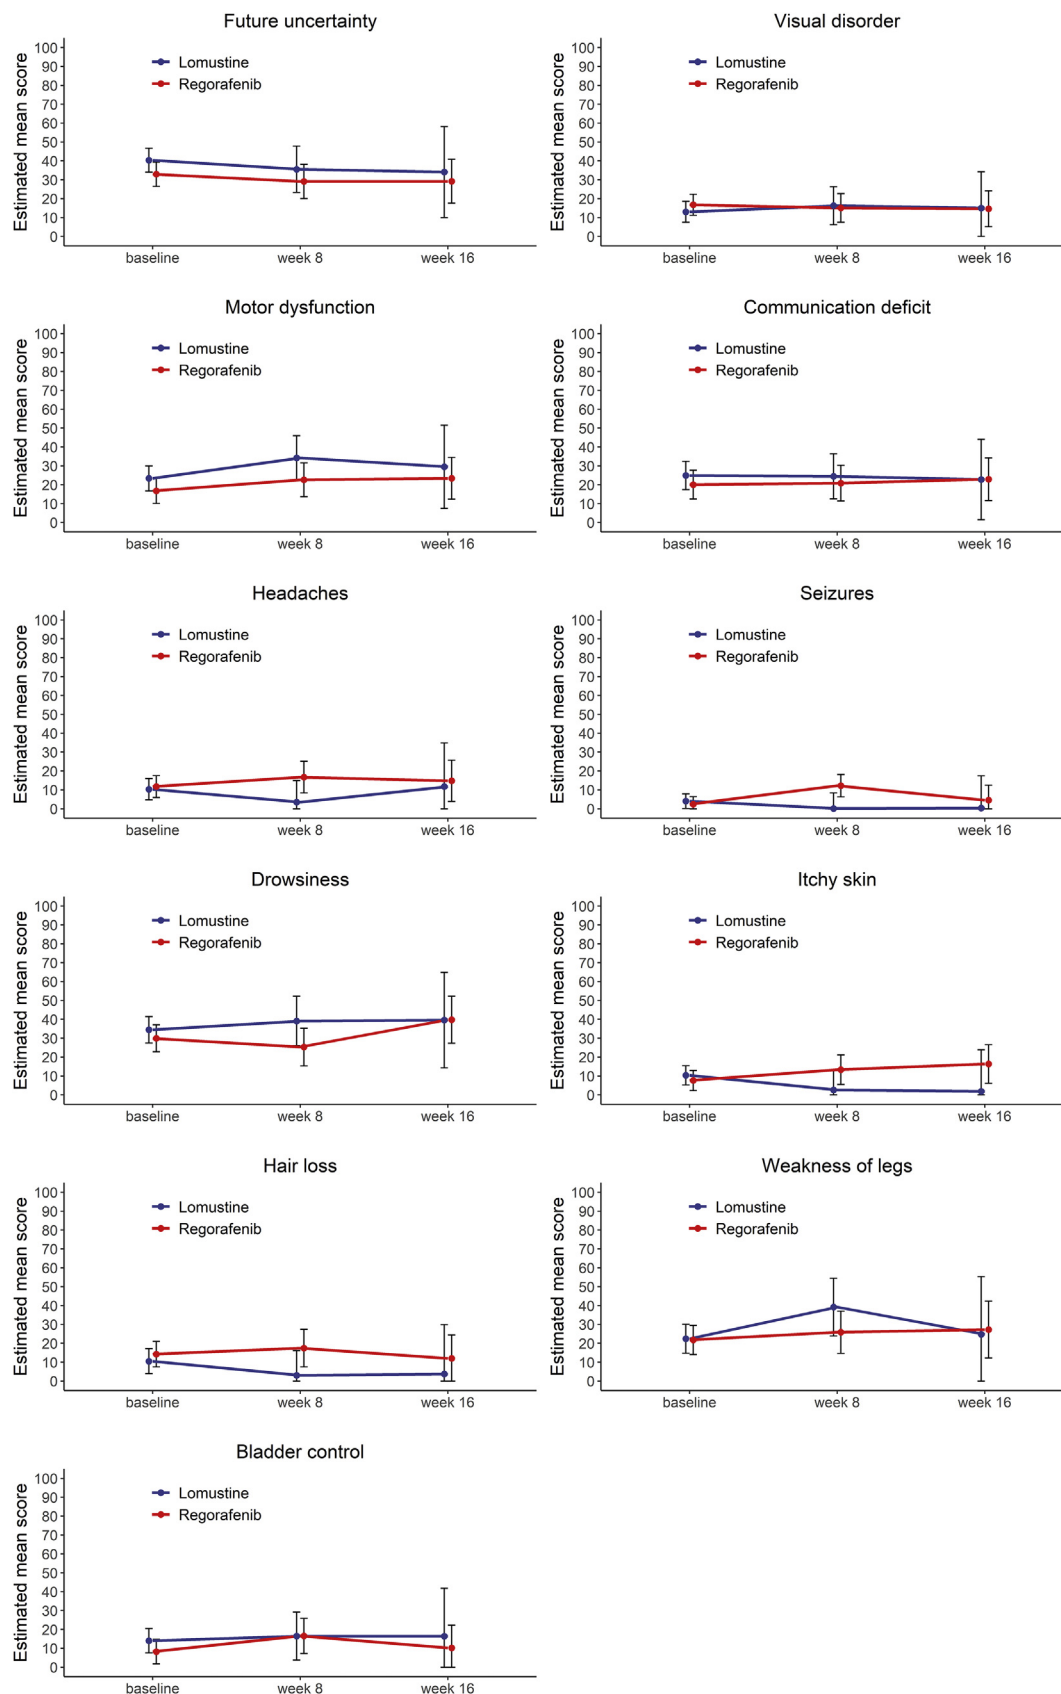 Future uncertainty
Estimated mean score
100
90
80
70
60
50
40
30
20
10
0
Lomustine
Regorafenib
baseline week 8 week 16
Visual disorder
Estimated mean score
100
90
80
70
60
50
40
30
20
10
0
Lomustine
Regorafenib
baseline week 8 week 16
Motor dysfunction
Estimated mean score
100
90
80
70
60
50
40
30
20
10
0
Lomustine
Regorafenib
baseline week 8 week 16
Communication deficit
Estimated mean score
100
90
80
70
60
50
40
30
20
10
0
Lomustine
Regorafenib
baseline week 8 week 16
Headaches
Estimated mean score
100
90
80
70
60
50
40
30
20
10
0
Lomustine
Regorafenib
baseline week 8 week 16
Seizures
Estimated mean score
100
90
80
70
60
50
40
30
20
10
0
Lomustine
Regorafenib
baseline week 8 week 16
Drowsiness
Estimated mean score
100
90
80
70
60
50
40
30
20
10
0
Lomustine
Regorafenib
baseline week 8 week 16
Itchy skin
Estimated mean score
100
90
80
70
60
50
40
30
20
10
0
Lomustine
Regorafenib
baseline week 8 week 16
Hair loss
Estimated mean score
100
90
80
70
60
50
40
30
20
10
0
Lomustine
Regorafenib
baseline week 8 week 16
Weakness of legs
Estimated mean score
100
90
80
70
60
50
40
30
20
10
0
Lomustine
Regorafenib
baseline week 8 week 16
Bladder control
Estimated mean score
100
90
80
70
60
50
40
30
20
10
0
Lomustine
Regorafenib
baseline week 8 week 16